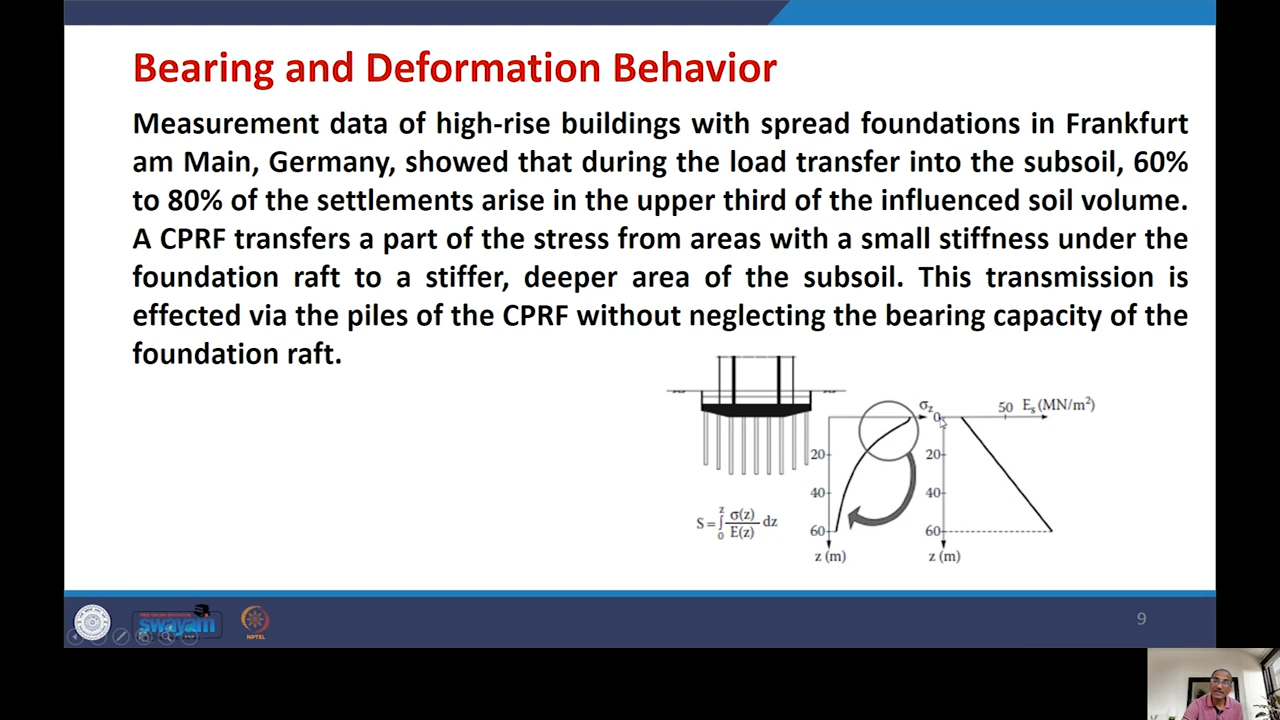 Bearing and Deformation Behavior
Measurement data of high-rise buildings with spread foundations in Frankfurt
am Main, Germany, showed that during the load transfer into the subsoil, 60%
to 80% of the settlements arise in the upper third of the influenced soil volume.
A CPRF transfers a part of the stress from areas with a small stiffness under the
foundation raft to a stiffer, deeper area of the subsoil. This transmission is
effected via the piles of the CPRF without neglecting the bearing capacity of the
foundation raft.
σz 0 50 Es (MN/m²)
20 20
40 40
60 60
z (m) z (m)
S = ∫₀ᶻ σ(z)/E(z) dz
swayam
NPTEL
9